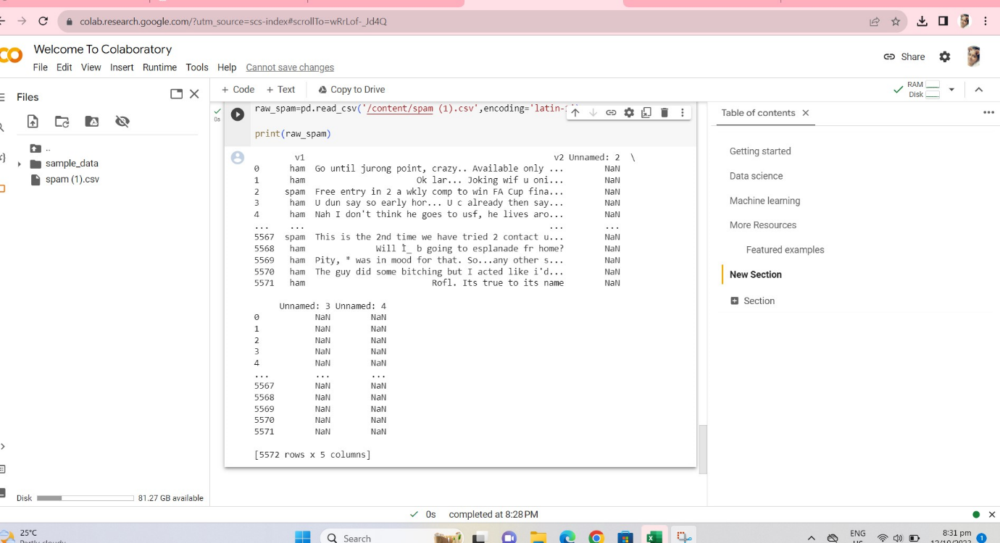 colab.research.google.com/?utm_source=scs-index#scrollTo=wRrLof-_Jd4Q
Welcome To Colaboratory
File Edit View Insert Runtime Tools Help Cannot save changes
Share
Files
+ Code + Text Copy to Drive
RAM
Disk
..
sample_data
spam (1).csv
0s
raw_spam=pd.read_csv('/content/spam (1).csv',encoding='latin-
print(raw_spam)
v1 v2 Unnamed: 2 \
0 ham Go until jurong point, crazy.. Available only ... NaN
1 ham Ok lar... Joking wif u oni... NaN
2 spam Free entry in 2 a wkly comp to win FA Cup fina... NaN
3 ham U dun say so early hor... U c already then say... NaN
4 ham Nah I don't think he goes to usf, he lives aro... NaN
... ... ... ...
5567 spam This is the 2nd time we have tried 2 contact u... NaN
5568 ham Will Ì_ b going to esplanade fr home? NaN
5569 ham Pity, * was in mood for that. So...any other s... NaN
5570 ham The guy did some bitching but I acted like i'd... NaN
5571 ham Rofl. Its true to its name NaN
Unnamed: 3 Unnamed: 4
0 NaN NaN
1 NaN NaN
2 NaN NaN
3 NaN NaN
4 NaN NaN
... ... ...
5567 NaN NaN
5568 NaN NaN
5569 NaN NaN
5570 NaN NaN
5571 NaN NaN
[5572 rows x 5 columns]
Table of contents
Getting started
Data science
Machine learning
More Resources
Featured examples
New Section
Section
Disk 81.27 GB available
0s completed at 8:28 PM
25°C
Partly cloudy
Search
ENG
US
8:31 pm
12/10/2023
1